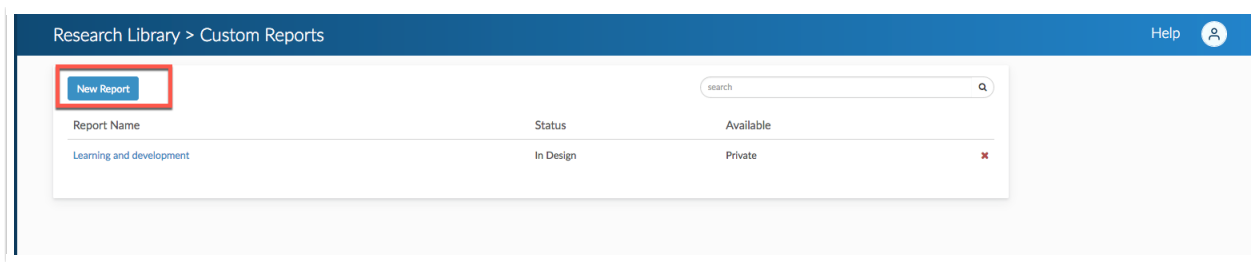 Research Library > Custom Reports Help
New Report search
Report Name Status Available
Learning and development In Design Private